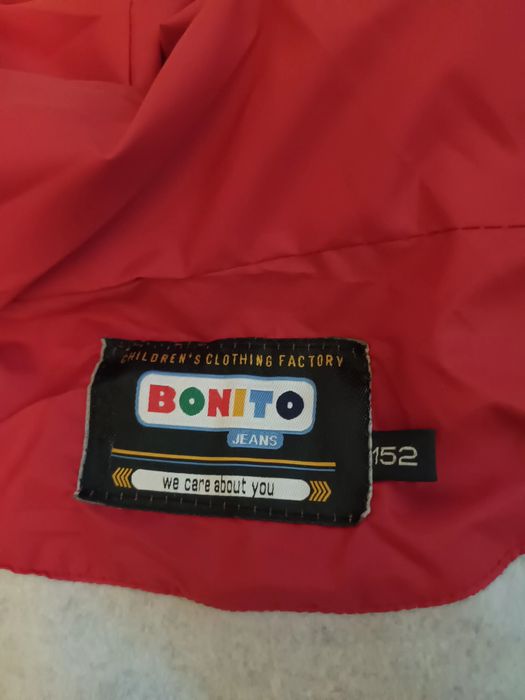 CHILDREN'S CLOTHING FACTORY
BONITO
JEANS
we care about you
152